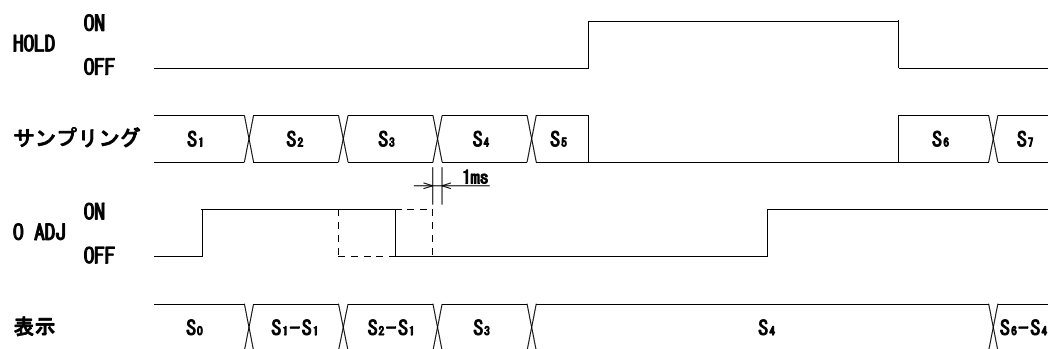 HOLD ON
OFF
サンプリング S₁ S₂ S₃ S₄ S₅ S₆ S₇
1ms
0 ADJ ON
OFF
表示 S₀ S₁-S₁ S₂-S₁ S₃ S₄ S₆-S₄